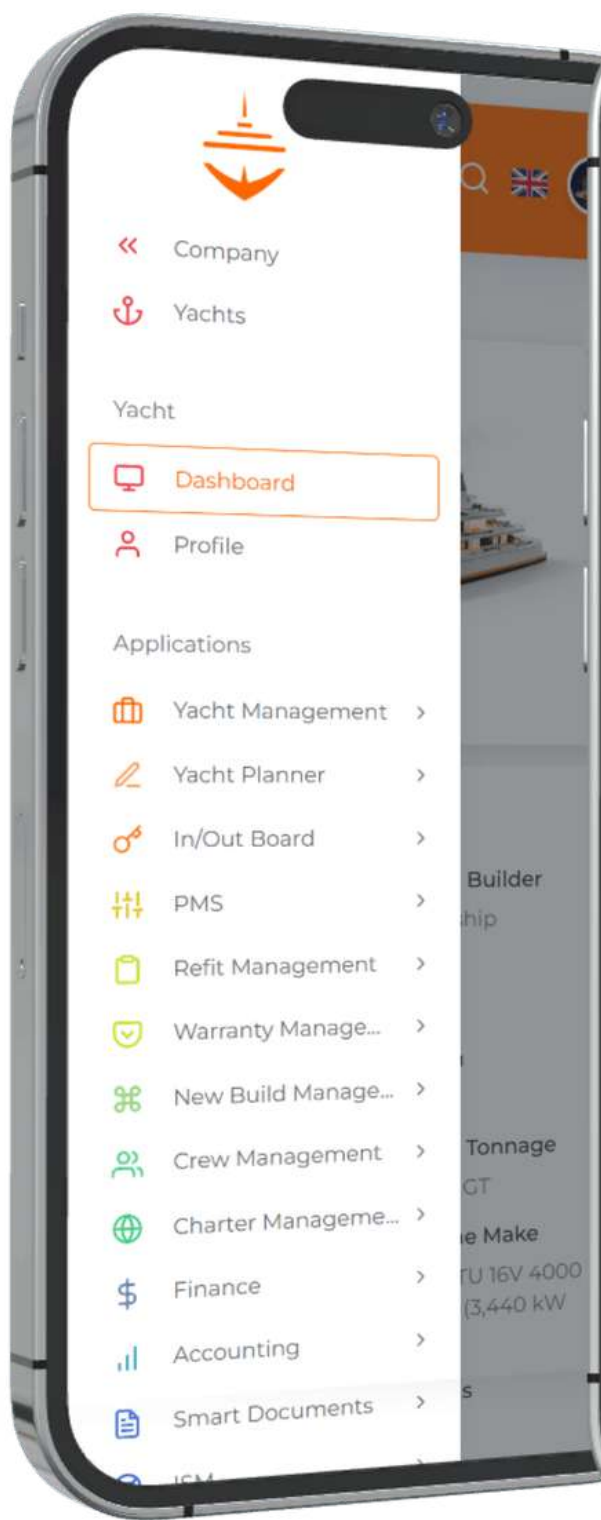 Company
Yachts
Yacht
Dashboard
Profile
Applications
Yacht Management
Yacht Planner
In/Out Board
PMS
Refit Management
Warranty Manage...
New Build Manage...
Crew Management
Charter Manageme...
Finance
Accounting
Smart Documents
ISM
Builder
ship
Tonnage
GT
Make
TU 16V 4000
(3,440 kW
s